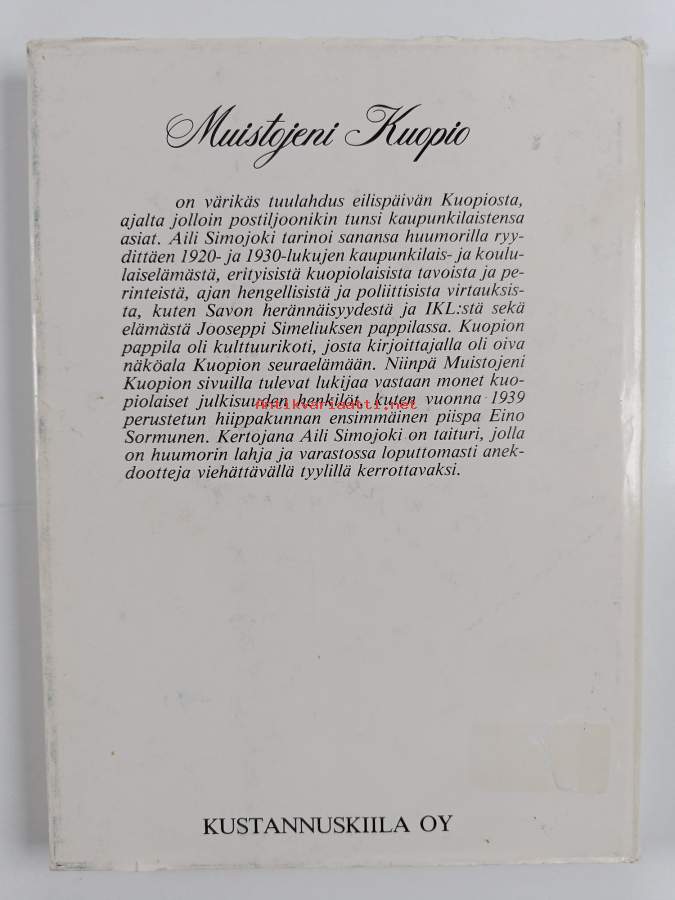 Muistojeni Kuopio
on värikäs tuulahdus eilispäivän Kuopiosta,
ajalta jolloin postiljoonikin tunsi kaupunkilaistensa
asiat. Aili Simojoki tarinoi sanansa huumorilla ryy-
dittäen 1920- ja 1930-lukujen kaupunkilais- ja koulu-
laiselämästä, erityisistä kuopiolaisista tavoista ja pe-
rinteistä, ajan hengellisistä ja poliittisista virtauksis-
ta, kuten Savon herännäisyydestä ja IKL:stä sekä
elämästä Jooseppi Simeliuksen pappilassa. Kuopion
pappila oli kulttuurikoti, josta kirjoittajalla oli oiva
näköala Kuopion seuraelämään. Niinpä Muistojeni
Kuopion sivuilla tulevat lukijaa vastaan monet kuo-
piolaiset julkisuuden henkilöt, kuten vuonna 1939
antikvariaatti.net
perustetun hiippakunnan ensimmäinen piispa Eino
Sormunen. Kertojana Aili Simojoki on taituri, jolla
on huumorin lahja ja varastossa loputtomasti anek-
dootteja viehättävällä tyylillä kerrottavaksi.
KUSTANNUSKIILA OY